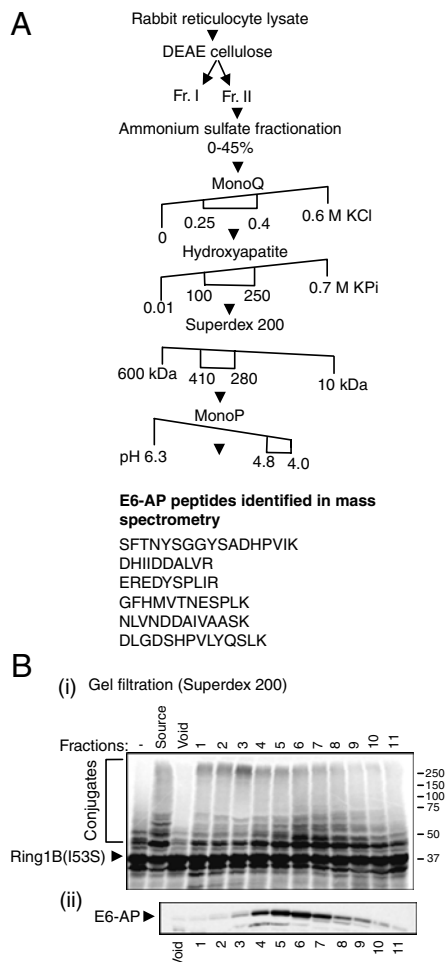 A
Rabbit reticulocyte lysate
DEAE cellulose
Fr. I Fr. II
Ammonium sulfate fractionation
0-45%
MonoQ
0 0.25 0.4 0.6 M KCl
Hydroxyapatite
0.01 100 250 0.7 M KPi
Superdex 200
600 kDa 410 280 10 kDa
MonoP
pH 6.3 4.8 4.0
E6-AP peptides identified in mass
spectrometry
SFTNYSGGYSADHPVIK
DHIIDDALVR
EREDYSPLIR
GFHMVTNESPLK
NLVNDDAIVAASK
DLGDSHPVLYQSLK
B
(i) Gel filtration (Superdex 200)
Fractions: - Source Void 1 2 3 4 5 6 7 8 9 10 11
Conjugates
250
150
100
75
50
Ring1B(I53S) 37
(ii)
E6-AP
Void 1 2 3 4 5 6 7 8 9 10 11